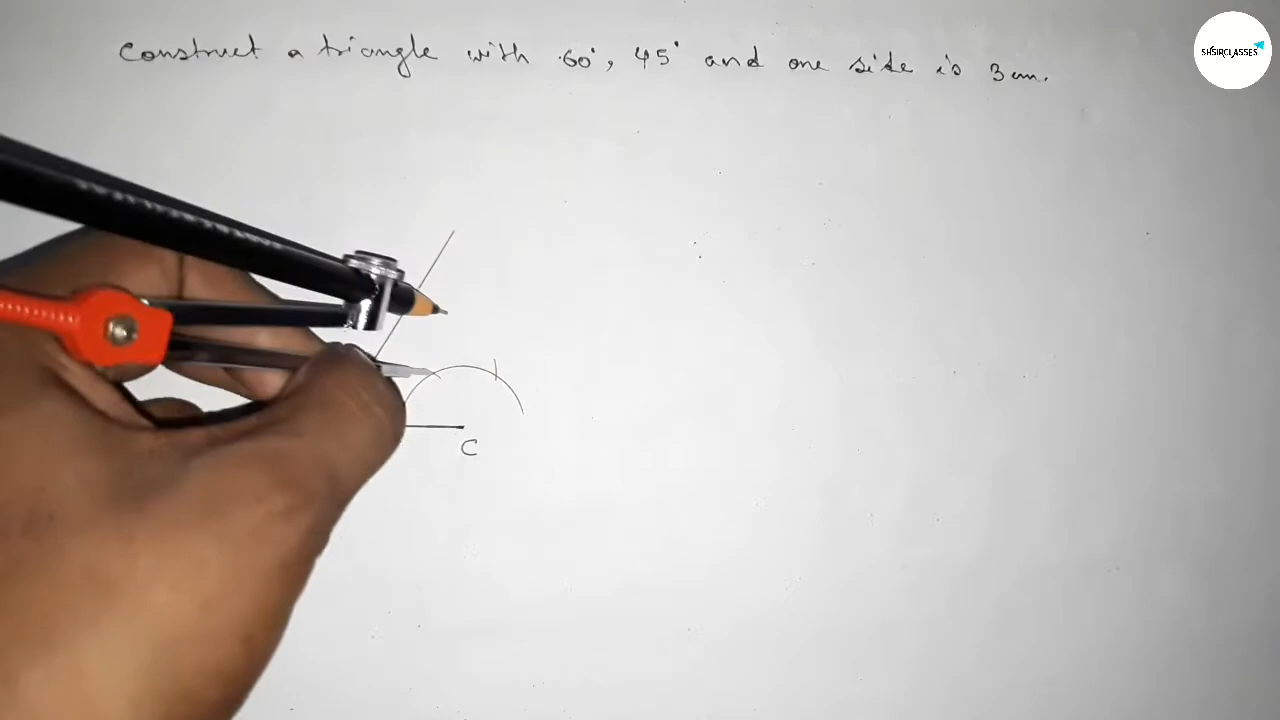 Construct a triangle with 60°, 45° and one side is 3 cm.
SHSIRCLASSES
C